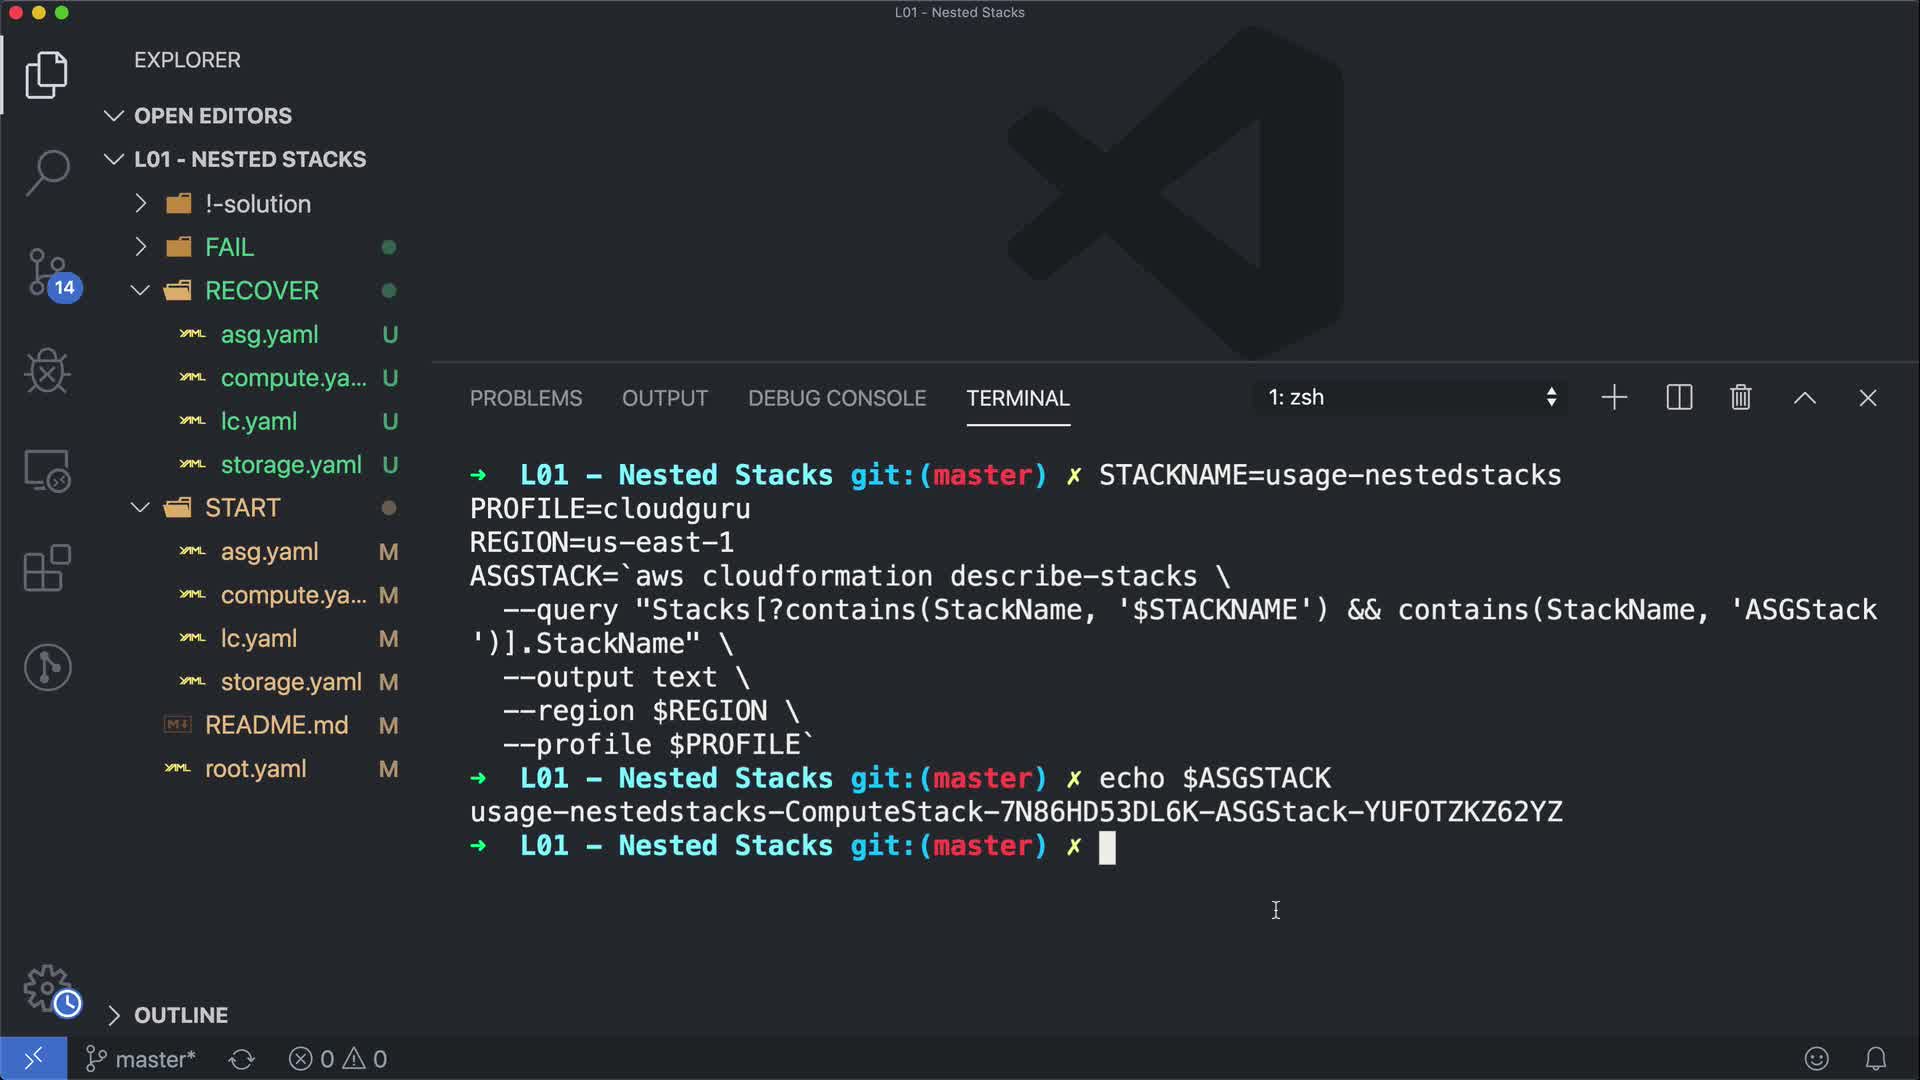 L01 - Nested Stacks
EXPLORER
OPEN EDITORS
L01 - NESTED STACKS
!-solution
FAIL
RECOVER
asg.yaml U
compute.ya... U
lc.yaml U
storage.yaml U
START
asg.yaml M
compute.ya... M
lc.yaml M
storage.yaml M
README.md M
root.yaml M
OUTLINE
14
PROBLEMS OUTPUT DEBUG CONSOLE TERMINAL 1: zsh
➜ L01 - Nested Stacks git:(master) ✗ STACKNAME=usage-nestedstacks
PROFILE=cloudguru
REGION=us-east-1
ASGSTACK=`aws cloudformation describe-stacks \
--query "Stacks[?contains(StackName, '$STACKNAME') && contains(StackName, 'ASGStack
')].StackName" \
--output text \
--region $REGION \
--profile $PROFILE`
➜ L01 - Nested Stacks git:(master) ✗ echo $ASGSTACK
usage-nestedstacks-ComputeStack-7N86HD53DL6K-ASGStack-YUFOTZKZ62YZ
➜ L01 - Nested Stacks git:(master) ✗
master* 0 0